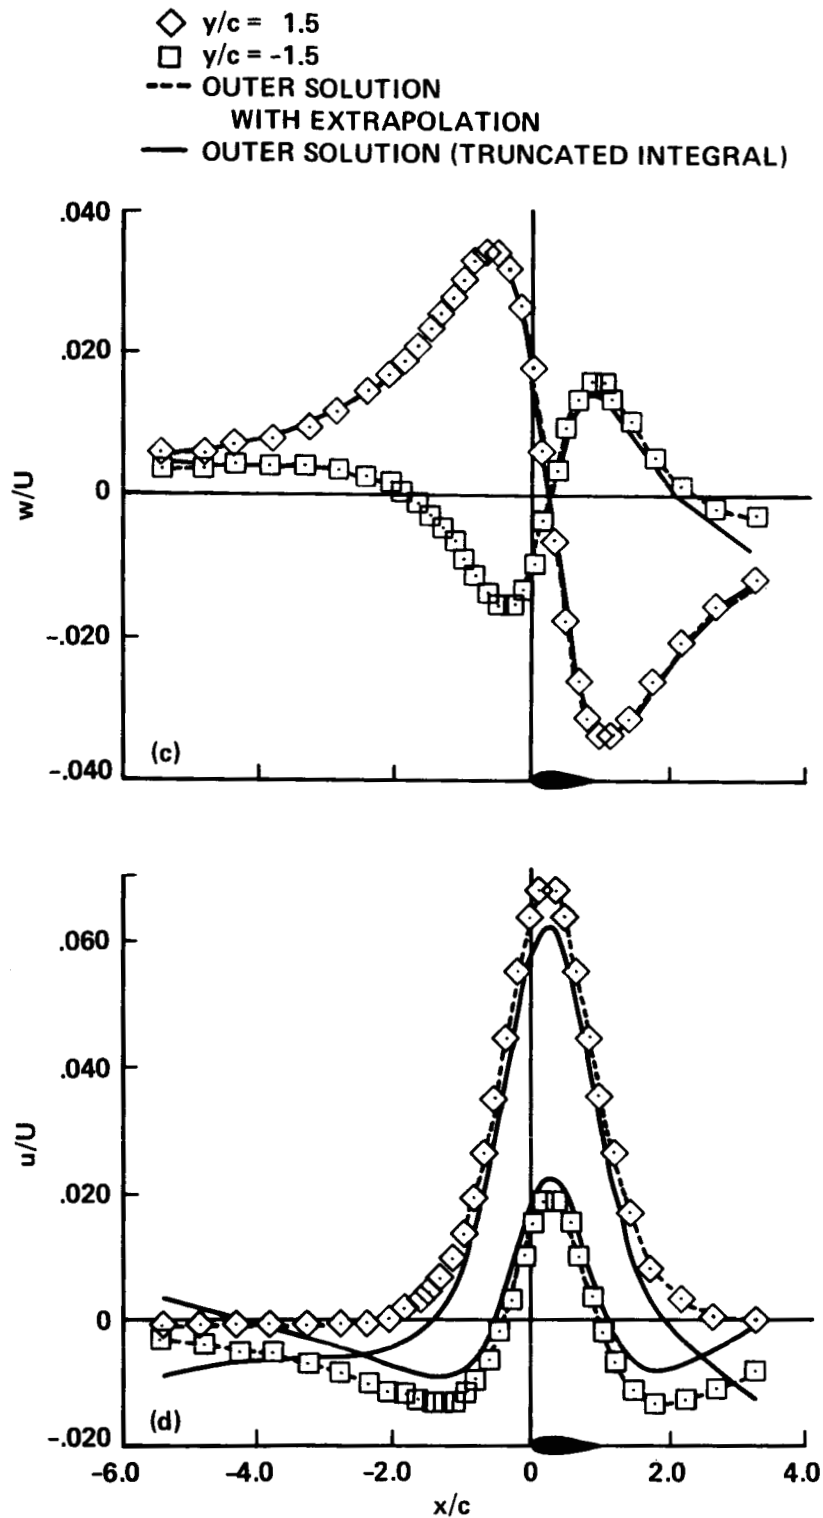 y/c = 1.5
y/c = -1.5
OUTER SOLUTION
WITH EXTRAPOLATION
OUTER SOLUTION (TRUNCATED INTEGRAL)
.040
.020
0
-.020
-.040
w/U
(c)
.060
.040
.020
0
-.020
u/U
(d)
-6.0 -4.0 -2.0 0 2.0 4.0
x/c